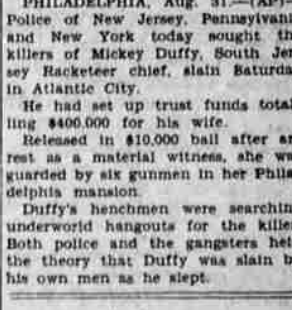 PHILADELPHIA, Aug. 31.—(AP)—
Police of New Jersey, Pennsylvani
and New York today sought th
killers of Mickey Duffy, South Jer
sey Racketeer chief, slain Saturda
in Atlantic City.
He had set up trust funds total
ling $400,000 for his wife.
Released in $10,000 bail after ar
rest as a material witness, she wa
guarded by six gunmen in her Phila
delphia mansion.
Duffy's henchmen were searchin
underworld hangouts for the killer
Both police and the gangsters hel
the theory that Duffy was slain b
his own men as he slept.